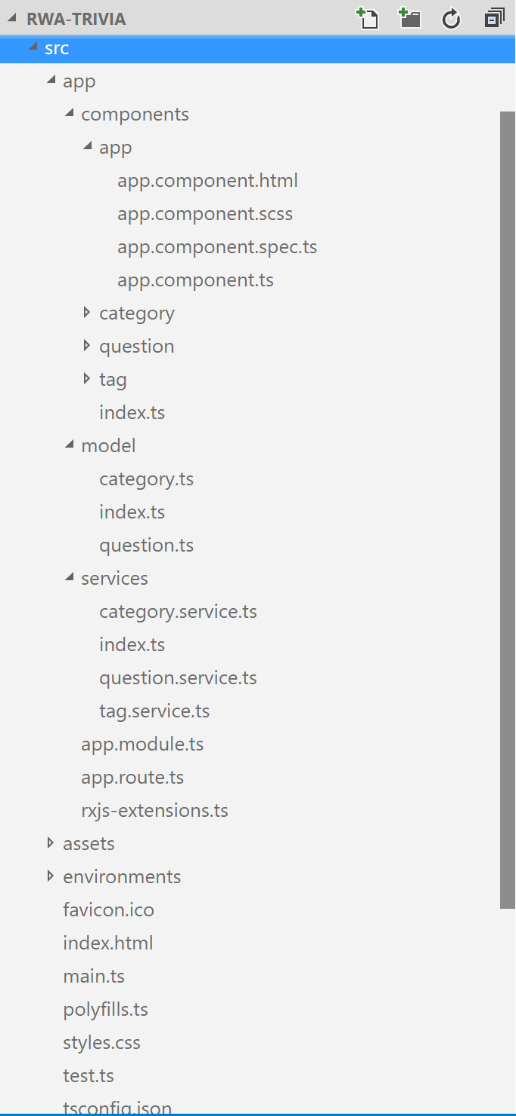 RWA-TRIVIA
src
app
components
app
app.component.html
app.component.scss
app.component.spec.ts
app.component.ts
category
question
tag
index.ts
model
category.ts
index.ts
question.ts
services
category.service.ts
index.ts
question.service.ts
tag.service.ts
app.module.ts
app.route.ts
rxjs-extensions.ts
assets
environments
favicon.ico
index.html
main.ts
polyfills.ts
styles.css
test.ts
tsconfig.json